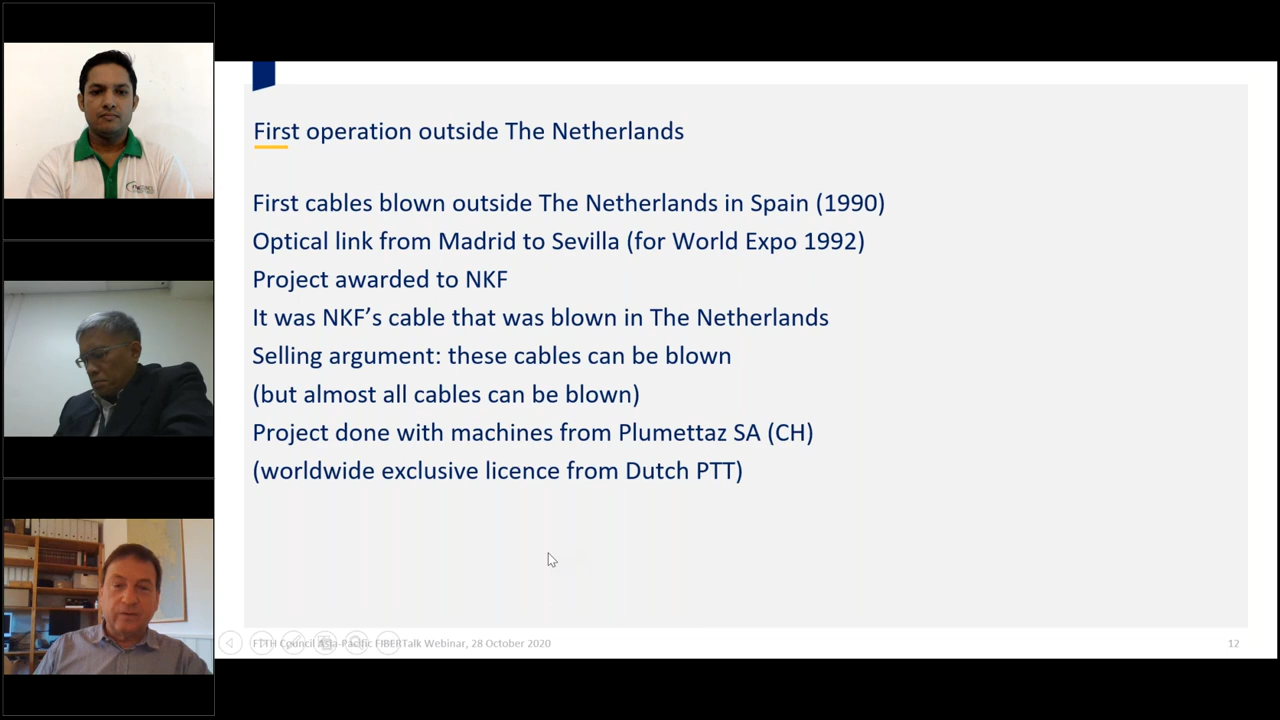 First operation outside The Netherlands
First cables blown outside The Netherlands in Spain (1990)
Optical link from Madrid to Sevilla (for World Expo 1992)
Project awarded to NKF
It was NKF’s cable that was blown in The Netherlands
Selling argument: these cables can be blown
(but almost all cables can be blown)
Project done with machines from Plumettaz SA (CH)
(worldwide exclusive licence from Dutch PTT)
FTTH Council Asia-Pacific FIBERTalk Webinar, 28 October 2020
12